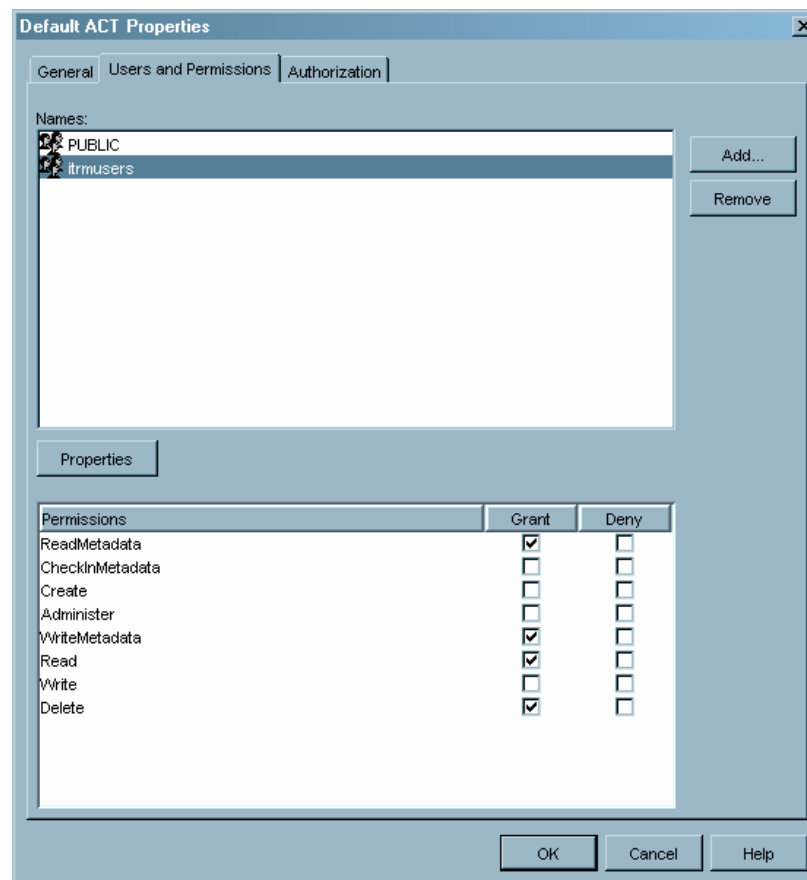 Default ACT Properties
General Users and Permissions Authorization
Names:
PUBLIC
itrmusers
Add...
Remove
Properties
Permissions Grant Deny
ReadMetadata
CheckInMetadata
Create
Administer
WriteMetadata
Read
Write
Delete
OK Cancel Help